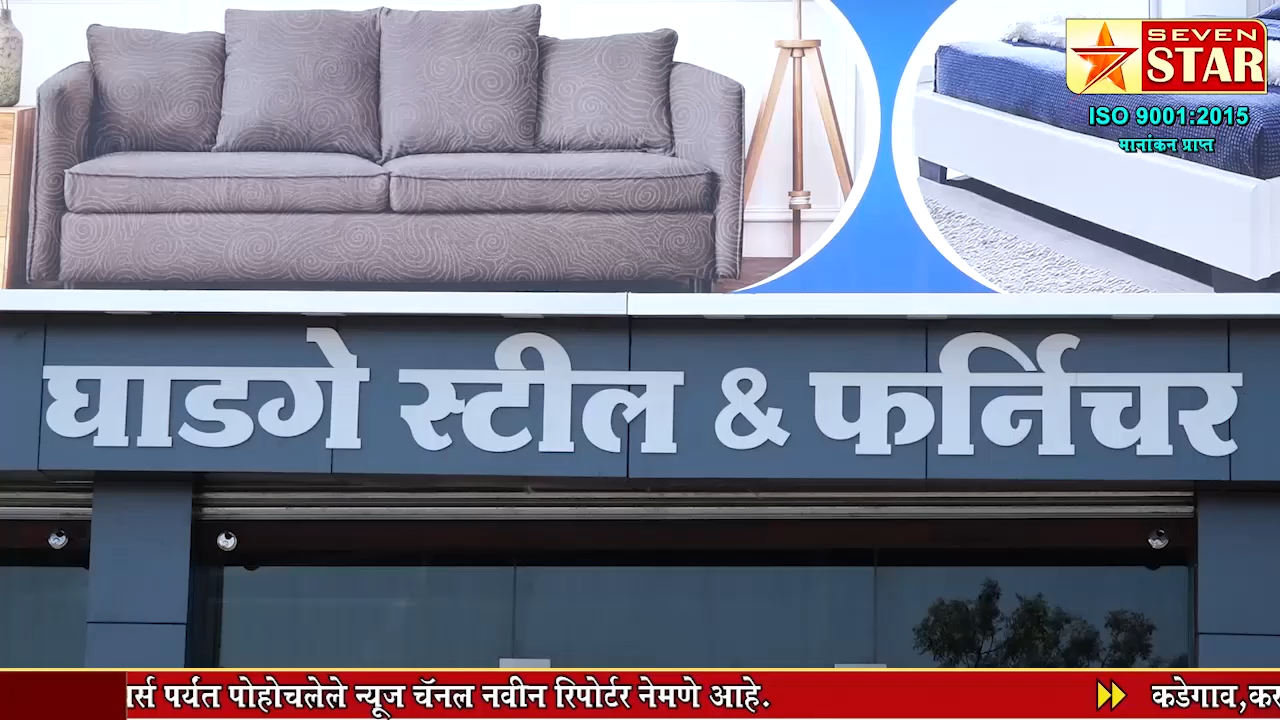 SEVEN
STAR
ISO 9001:2015
मानांकन प्राप्त
घाडगे स्टील & फर्निचर
र्स पर्यंत पोहोचलेले न्यूज चॅनल नवीन रिपोर्टर नेमणे आहे.
कडेगाव,